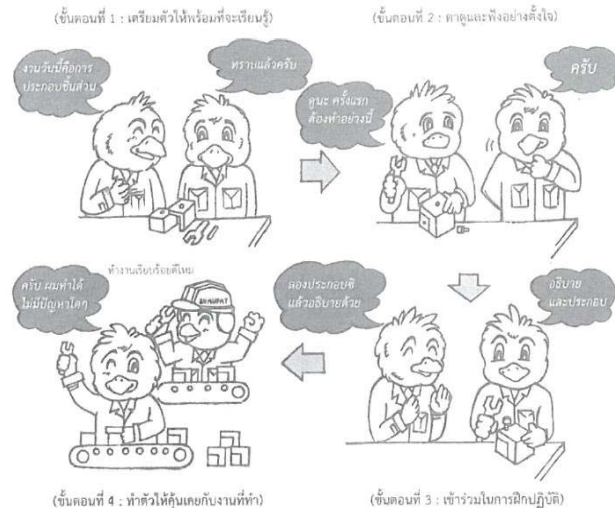 (ขั้นตอนที่ 1 : เตรียมตัวให้พร้อมที่จะเรียนรู้)
งานวันนี้คือการ
ประกอบชิ้นส่วน
ทราบแล้วครับ
(ขั้นตอนที่ 2 : ตาดูและฟังอย่างตั้งใจ)
ดูนะ ครั้งแรก
ต้องทำอย่างนี้
ครับ
ลองประกอบซิ
แล้วอธิบายด้วย
อธิบาย
และประกอบ
(ขั้นตอนที่ 3 : เข้าร่วมในการฝึกปฏิบัติ)
ทำงานเรียบร้อยดีไหม
ครับ ผมทำได้
ไม่มีปัญหาใดๆ
(ขั้นตอนที่ 4 : ทำตัวให้คุ้นเคยกับงานที่ทำ)